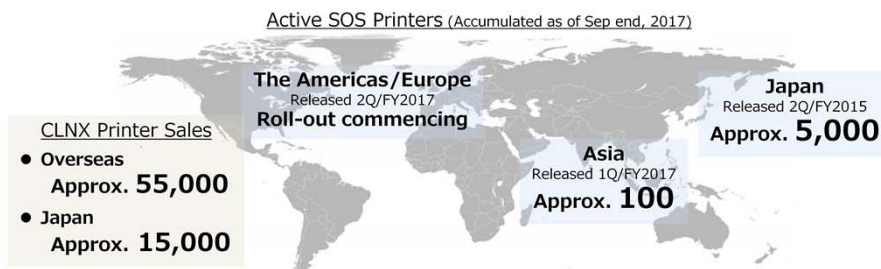 Active SOS Printers (Accumulated as of Sep end, 2017)
The Americas/Europe
Released 2Q/FY2017
Roll-out commencing
Japan
Released 2Q/FY2015
Approx. 5,000
CLNX Printer Sales
● Overseas
Approx. 55,000
● Japan
Approx. 15,000
Asia
Released 1Q/FY2017
Approx. 100